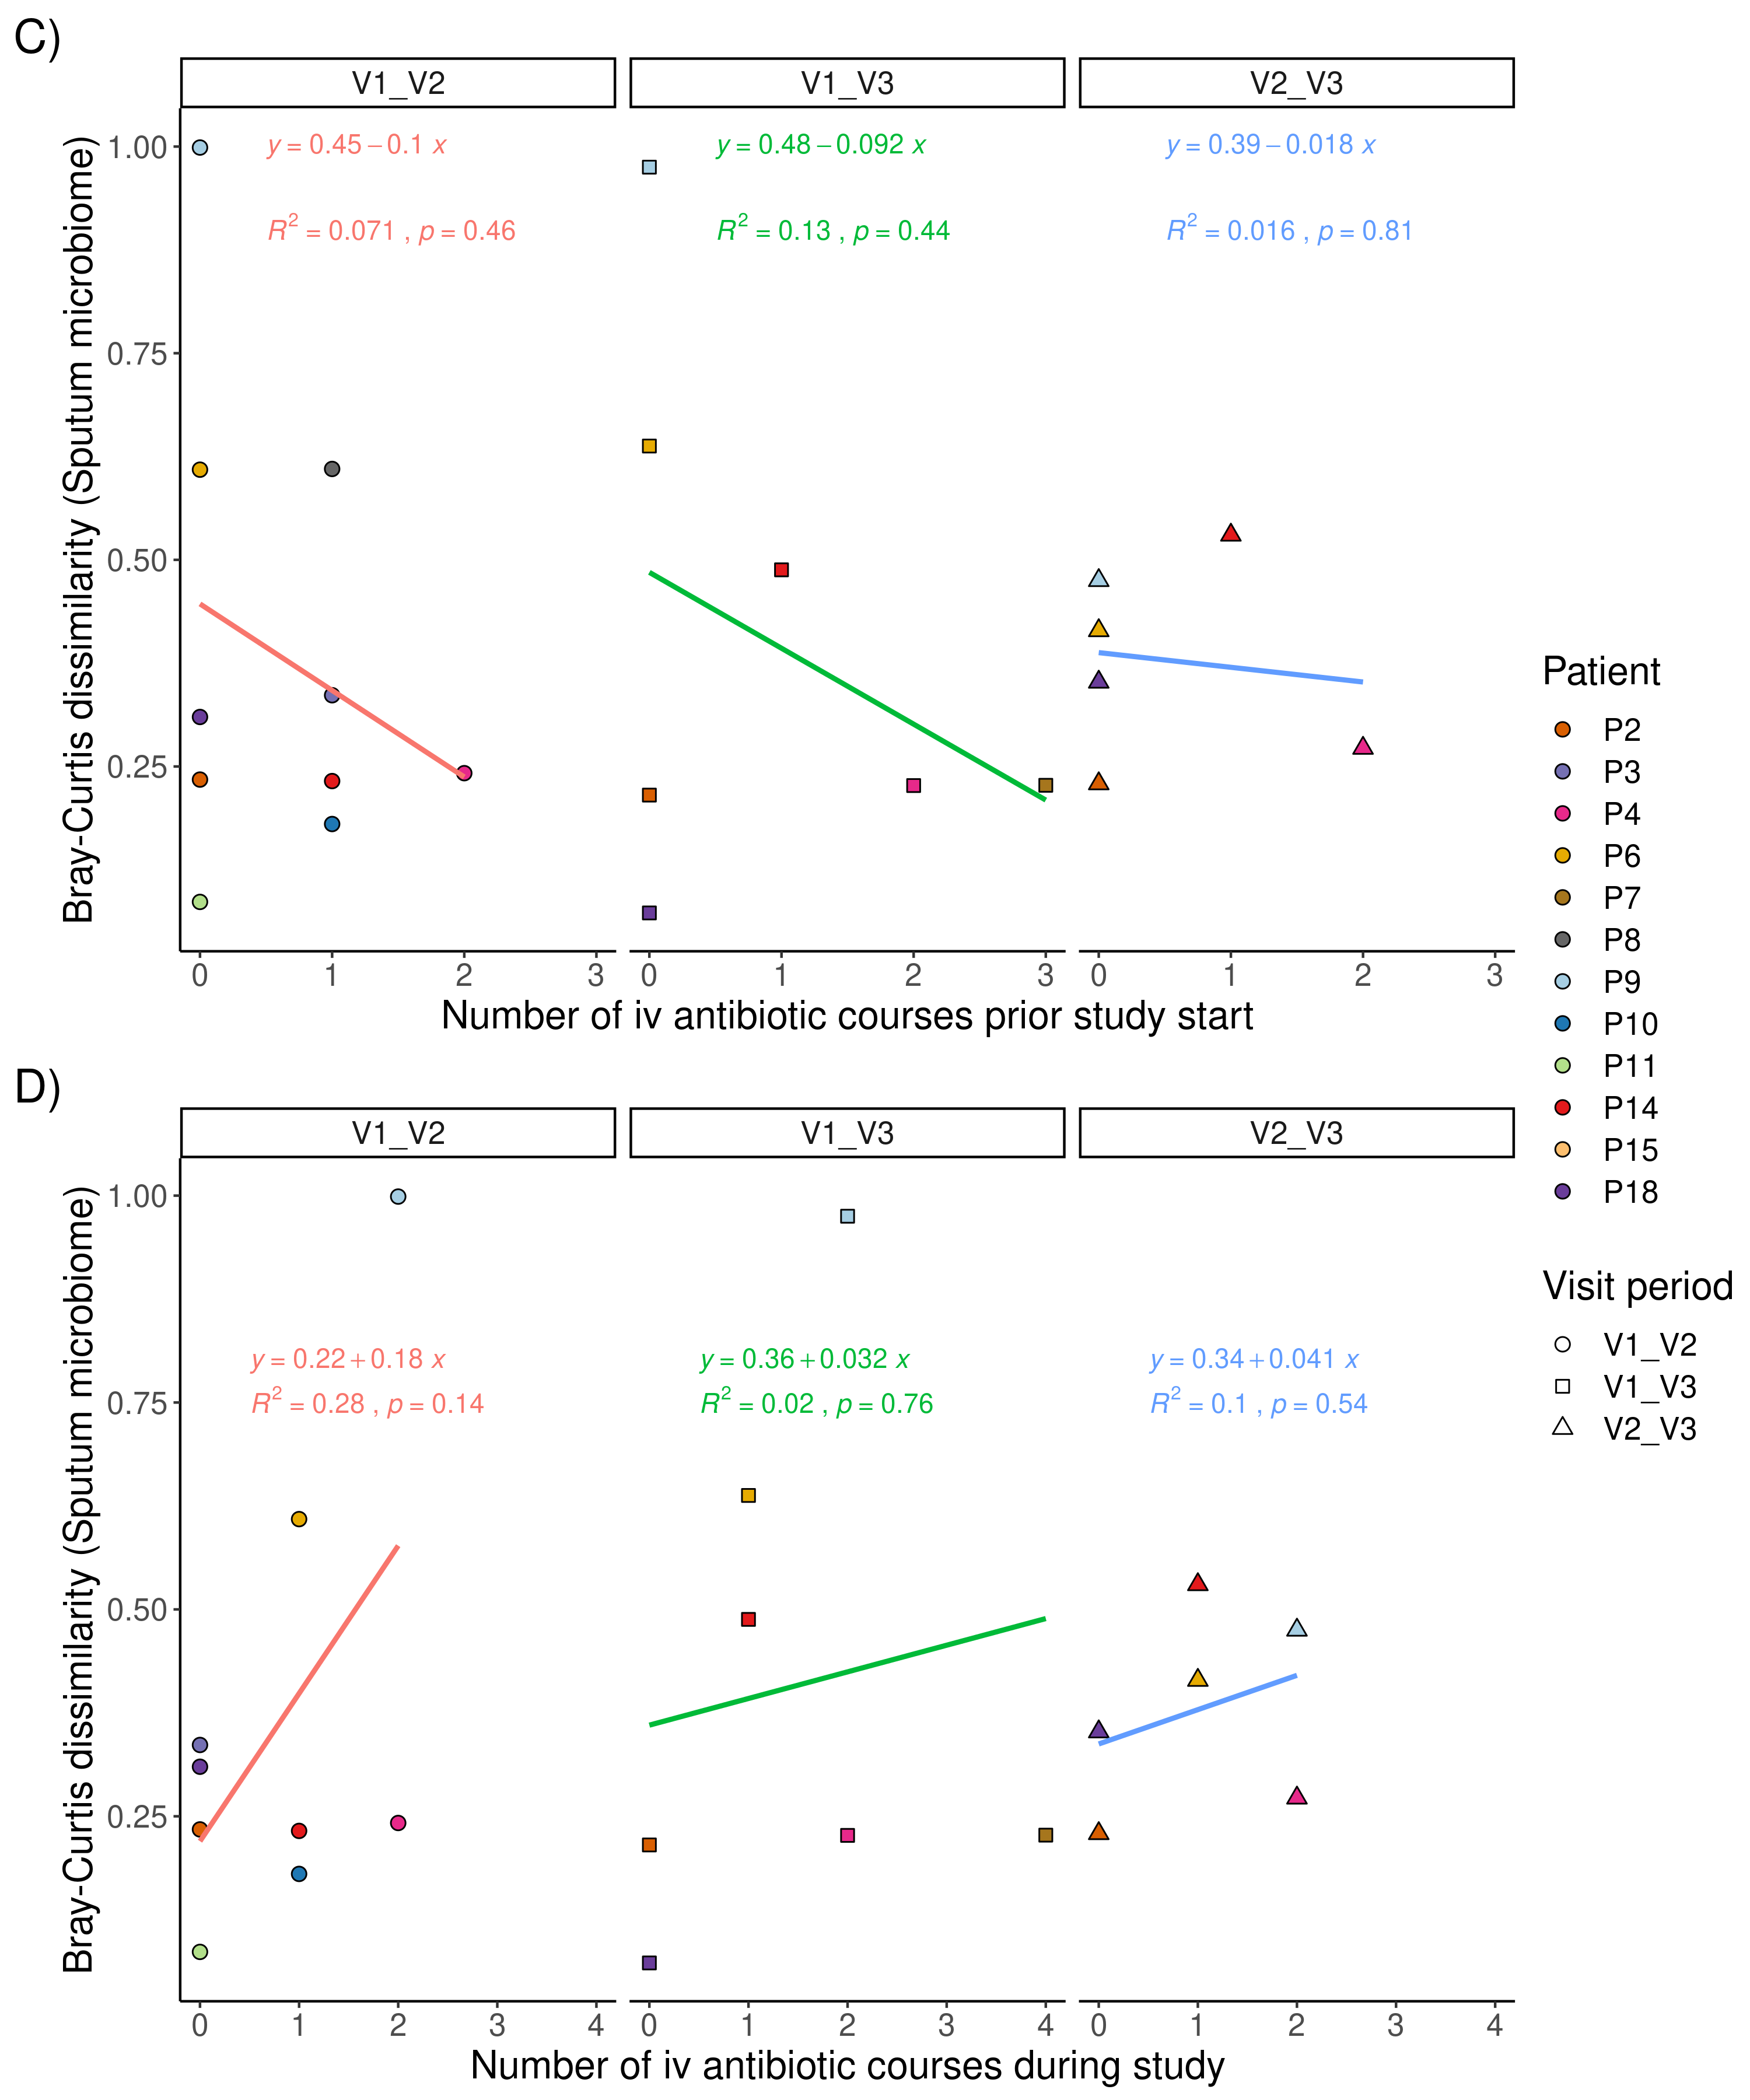 C)
V1_V2
V1_V3
V2_V3
y = 0.45 − 0.1 x
R² = 0.071 , p = 0.46
y = 0.48 − 0.092 x
R² = 0.13 , p = 0.44
y = 0.39 − 0.018 x
R² = 0.016 , p = 0.81
Bray-Curtis dissimilarity (Sputum microbiome)
1.00
0.75
0.50
0.25
0 1 2 3
0 1 2 3
0 1 2 3
Number of iv antibiotic courses prior study start
D)
V1_V2
V1_V3
V2_V3
y = 0.22 + 0.18 x
R² = 0.28 , p = 0.14
y = 0.36 + 0.032 x
R² = 0.02 , p = 0.76
y = 0.34 + 0.041 x
R² = 0.1 , p = 0.54
Bray-Curtis dissimilarity (Sputum microbiome)
1.00
0.75
0.50
0.25
0 1 2 3 4
0 1 2 3 4
0 1 2 3 4
Number of iv antibiotic courses during study
Patient
P2
P3
P4
P6
P7
P8
P9
P10
P11
P14
P15
P18
Visit period
V1_V2
V1_V3
V2_V3